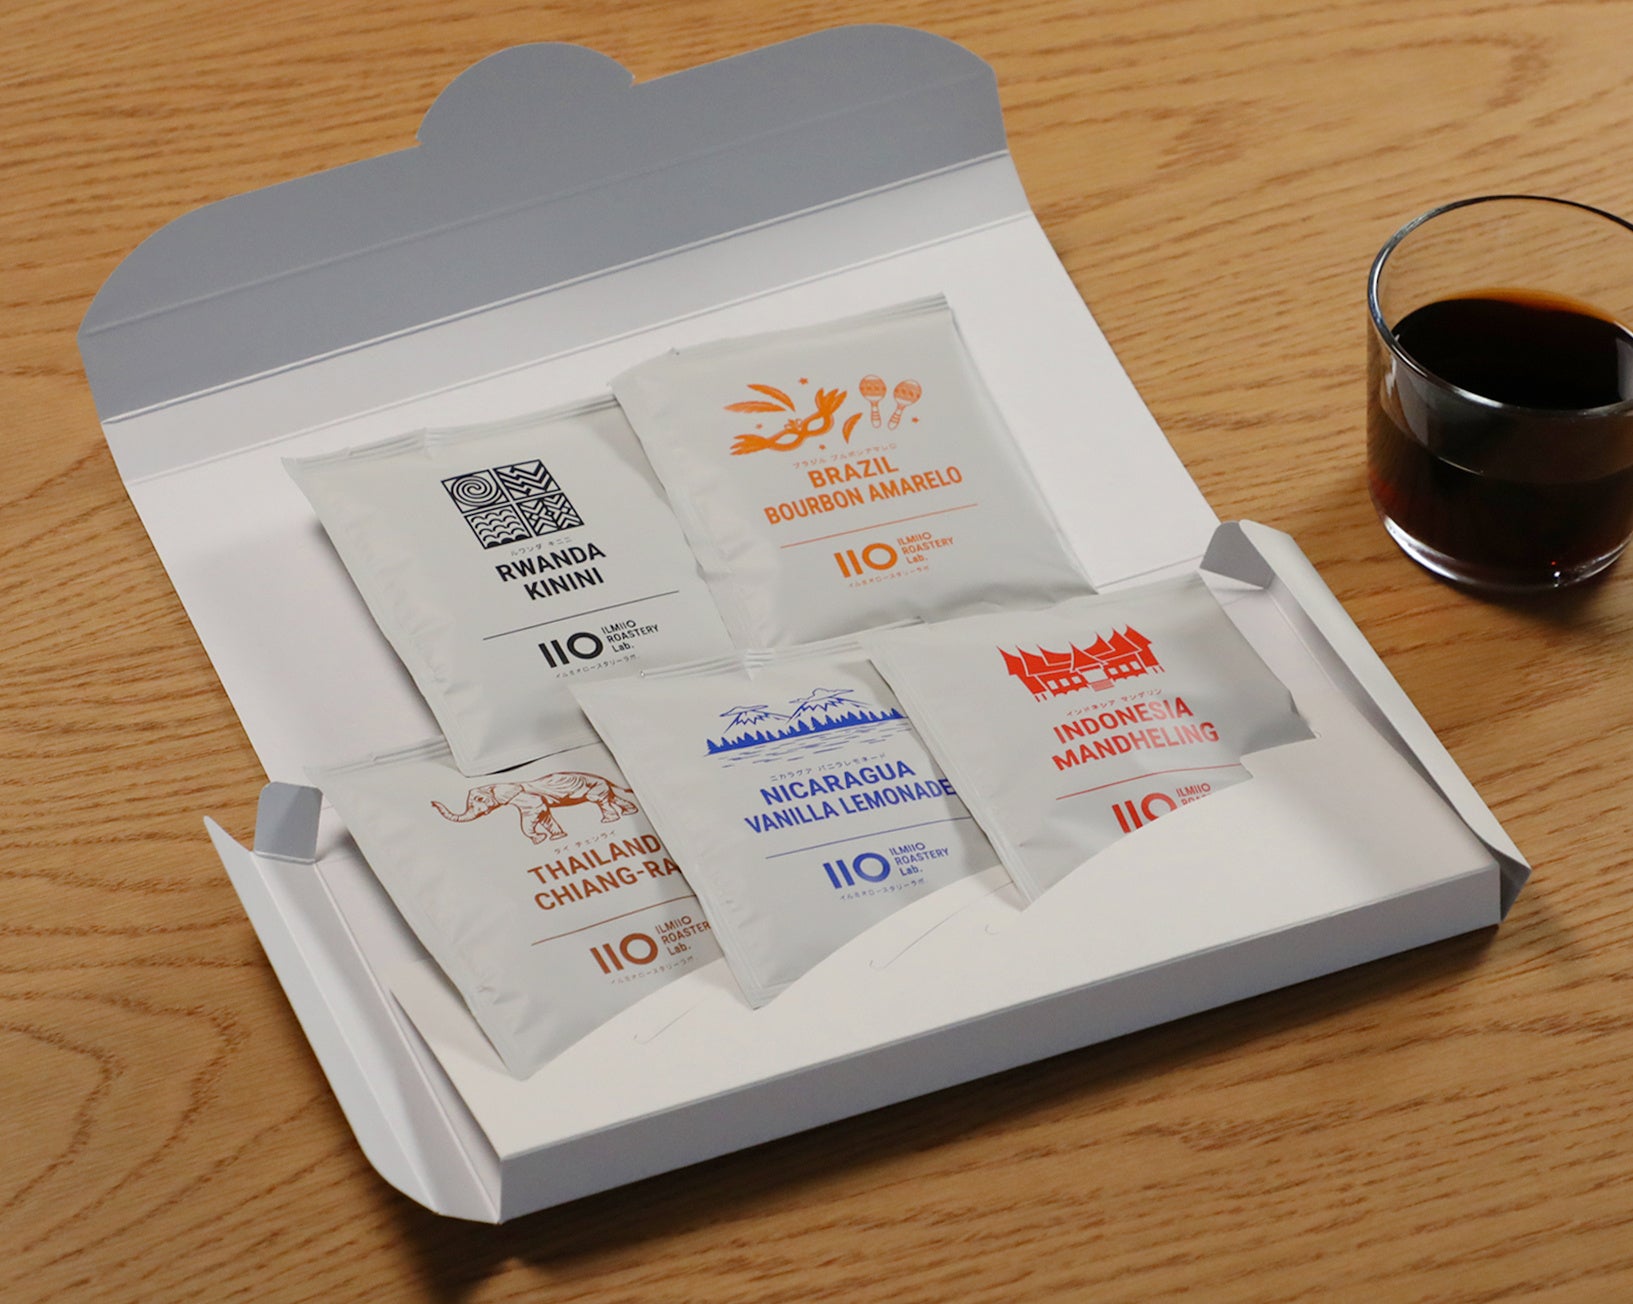 ルワンダ キニニ
RWANDA
KININI
IIO
ILMIIO
ROASTERY
Lab.
イルミオロースタリーラボ
ブラジル ブルボンアマレロ
BRAZIL
BOURBON AMARELO
IIO
ILMIIO
ROASTERY
Lab.
イルミオロースタリーラボ
タイ チェンライ
THAILAND
CHIANG-RA
IIO
ILMIIO
ROASTER
Lab.
イルミオロースタリーラボ
ニカラグア バニラレモネード
NICARAGUA
VANILLA LEMONADE
IIO
ILMIIO
ROASTERY
Lab.
イルミオロースタリーラボ
インドネシア マンデリン
INDONESIA
MANDHELING
IIO
ILMIIO